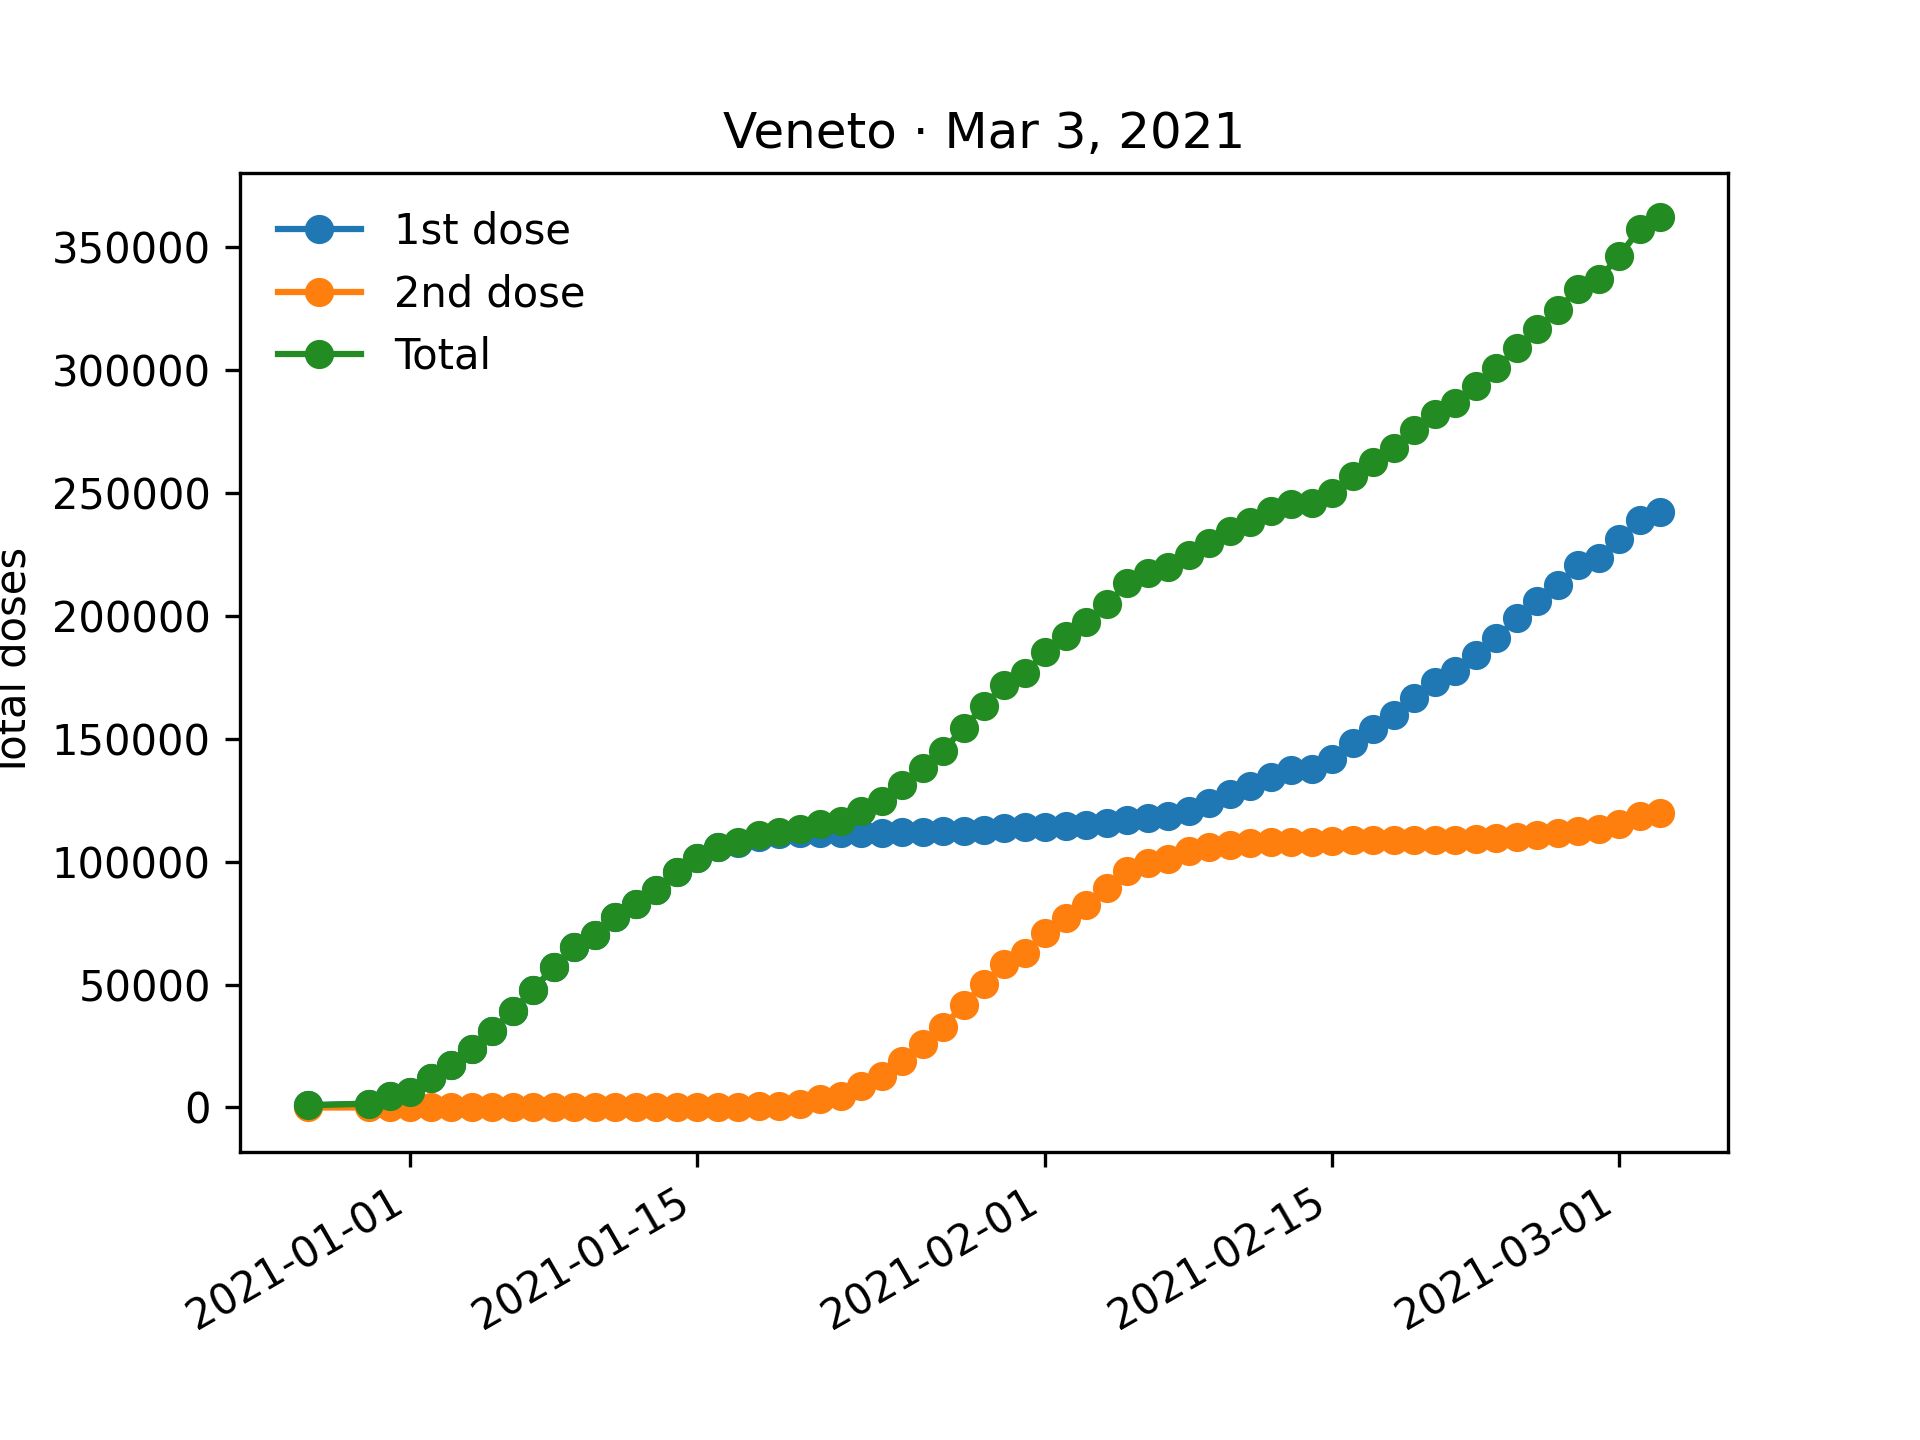 Veneto · Mar 3, 2021
1st dose
2nd dose
Total
Total doses
350000
300000
250000
200000
150000
100000
50000
0
2021-01-01
2021-01-15
2021-02-01
2021-02-15
2021-03-01